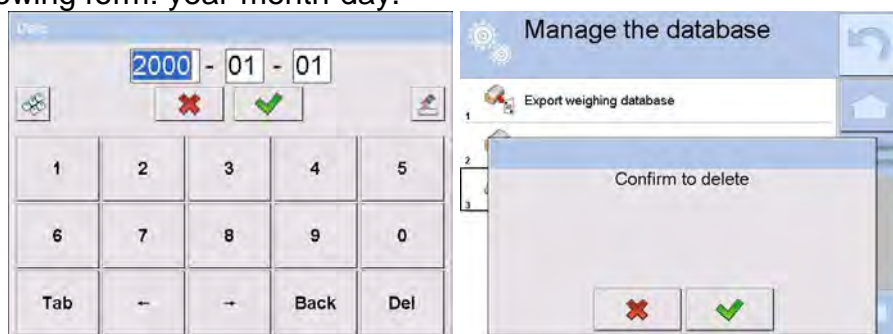 owing form: year-month-day.
Date
2000 - 01 - 01
1 2 3 4 5
6 7 8 9 0
Tab ← → Back Del
Manage the database
1 Export weighing database
2
3
Confirm to delete